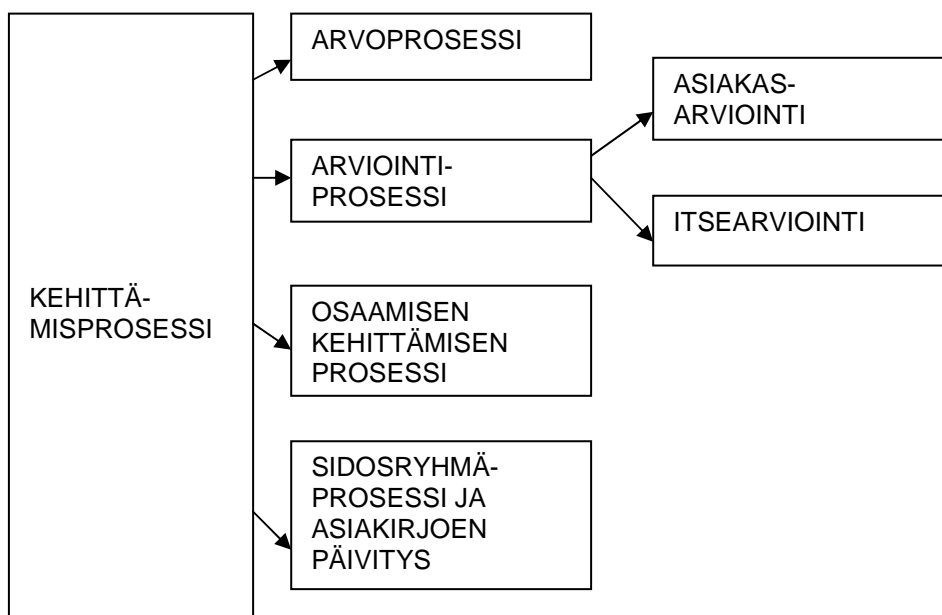 KEHITTÄ-
MISPROSESSI
ARVOPROSESSI
ARVIOINTI-
PROSESSI
ASIAKAS-
ARVIOINTI
ITSEARVIOINTI
OSAAMISEN
KEHITTÄMISEN
PROSESSI
SIDOSRYHMÄ-
PROSESSI JA
ASIAKIRJOEN
PÄIVITYS